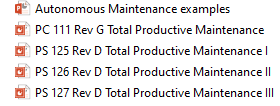 Autonomous Maintenance examples
PC 111 Rev G Total Productive Maintenance
PS 125 Rev D Total Productive Maintenance I
PS 126 Rev D Total Productive Maintenance II
PS 127 Rev D Total Productive Maintenance III